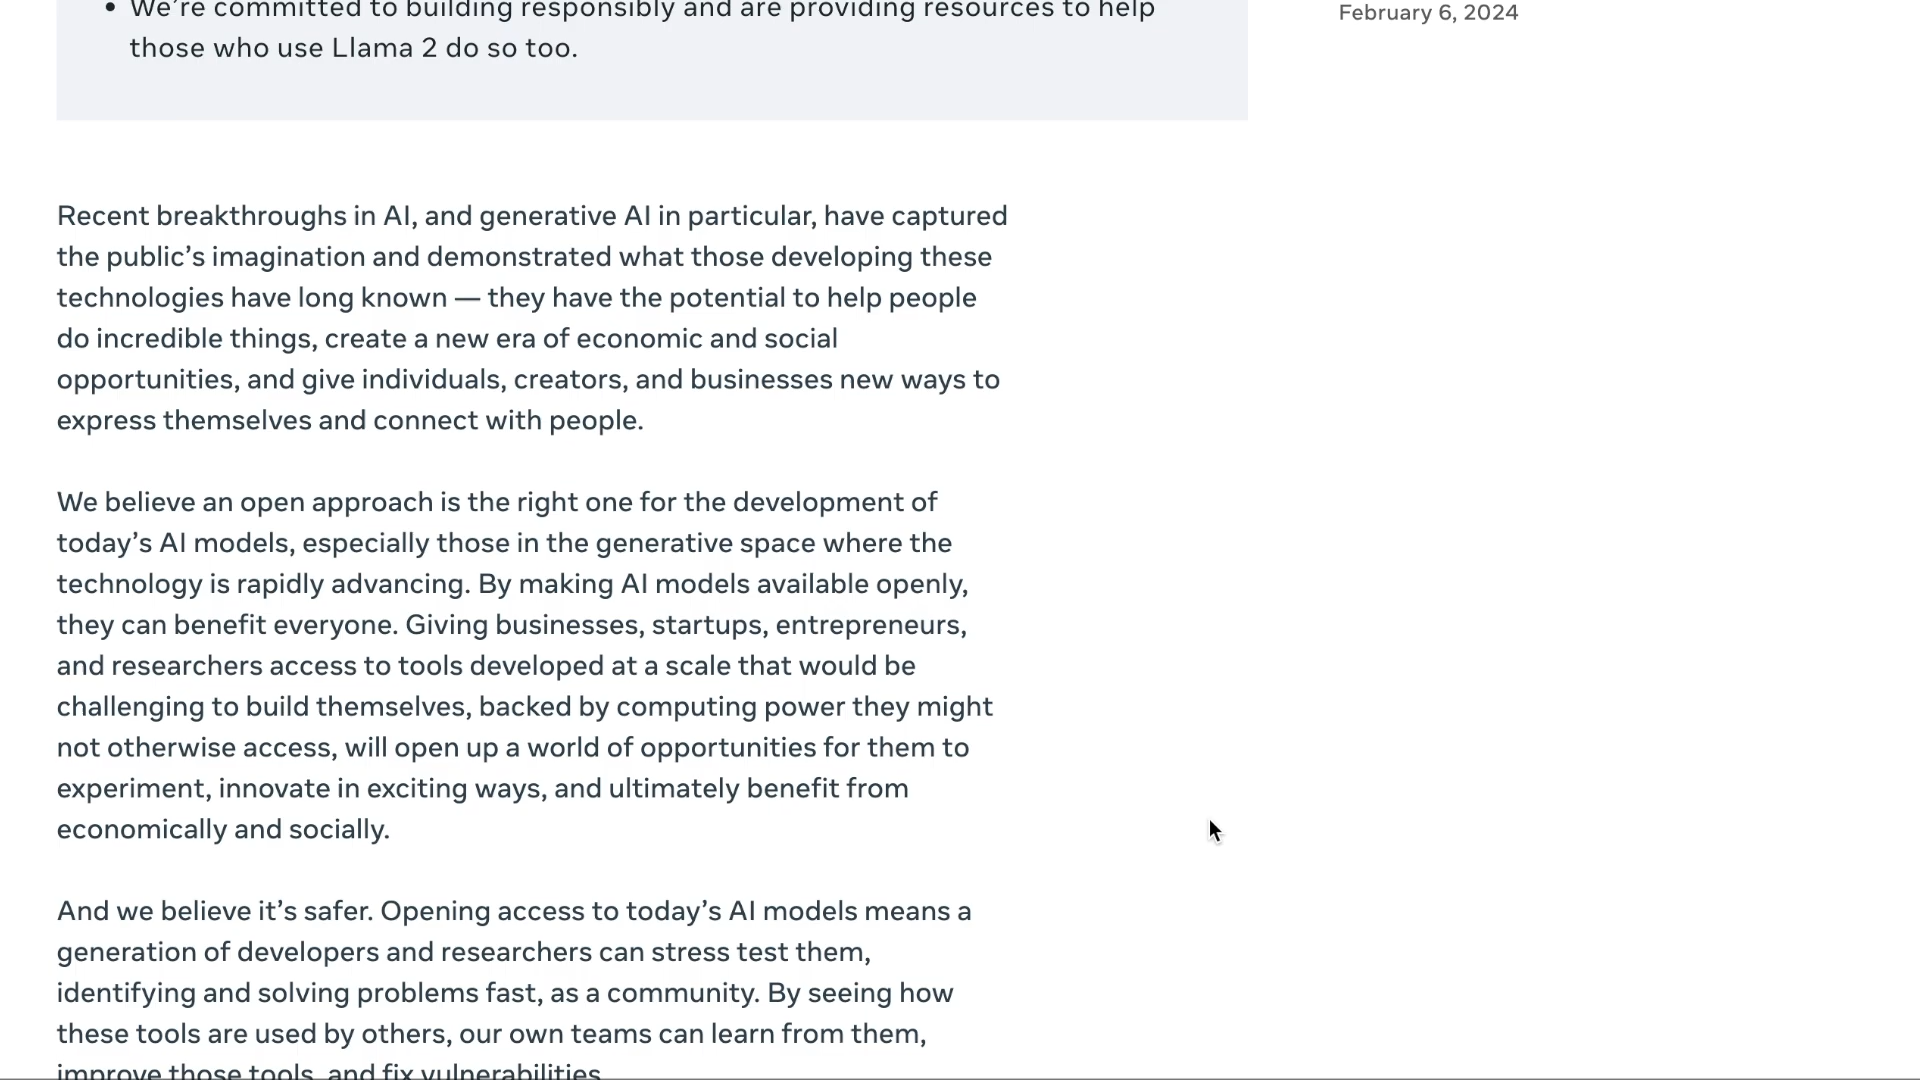 • We’re committed to building responsibly and are providing resources to help
those who use Llama 2 do so too.
February 6, 2024
Recent breakthroughs in AI, and generative AI in particular, have captured
the public’s imagination and demonstrated what those developing these
technologies have long known — they have the potential to help people
do incredible things, create a new era of economic and social
opportunities, and give individuals, creators, and businesses new ways to
express themselves and connect with people.
We believe an open approach is the right one for the development of
today’s AI models, especially those in the generative space where the
technology is rapidly advancing. By making AI models available openly,
they can benefit everyone. Giving businesses, startups, entrepreneurs,
and researchers access to tools developed at a scale that would be
challenging to build themselves, backed by computing power they might
not otherwise access, will open up a world of opportunities for them to
experiment, innovate in exciting ways, and ultimately benefit from
economically and socially.
And we believe it’s safer. Opening access to today’s AI models means a
generation of developers and researchers can stress test them,
identifying and solving problems fast, as a community. By seeing how
these tools are used by others, our own teams can learn from them,
improve those tools, and fix vulnerabilities.